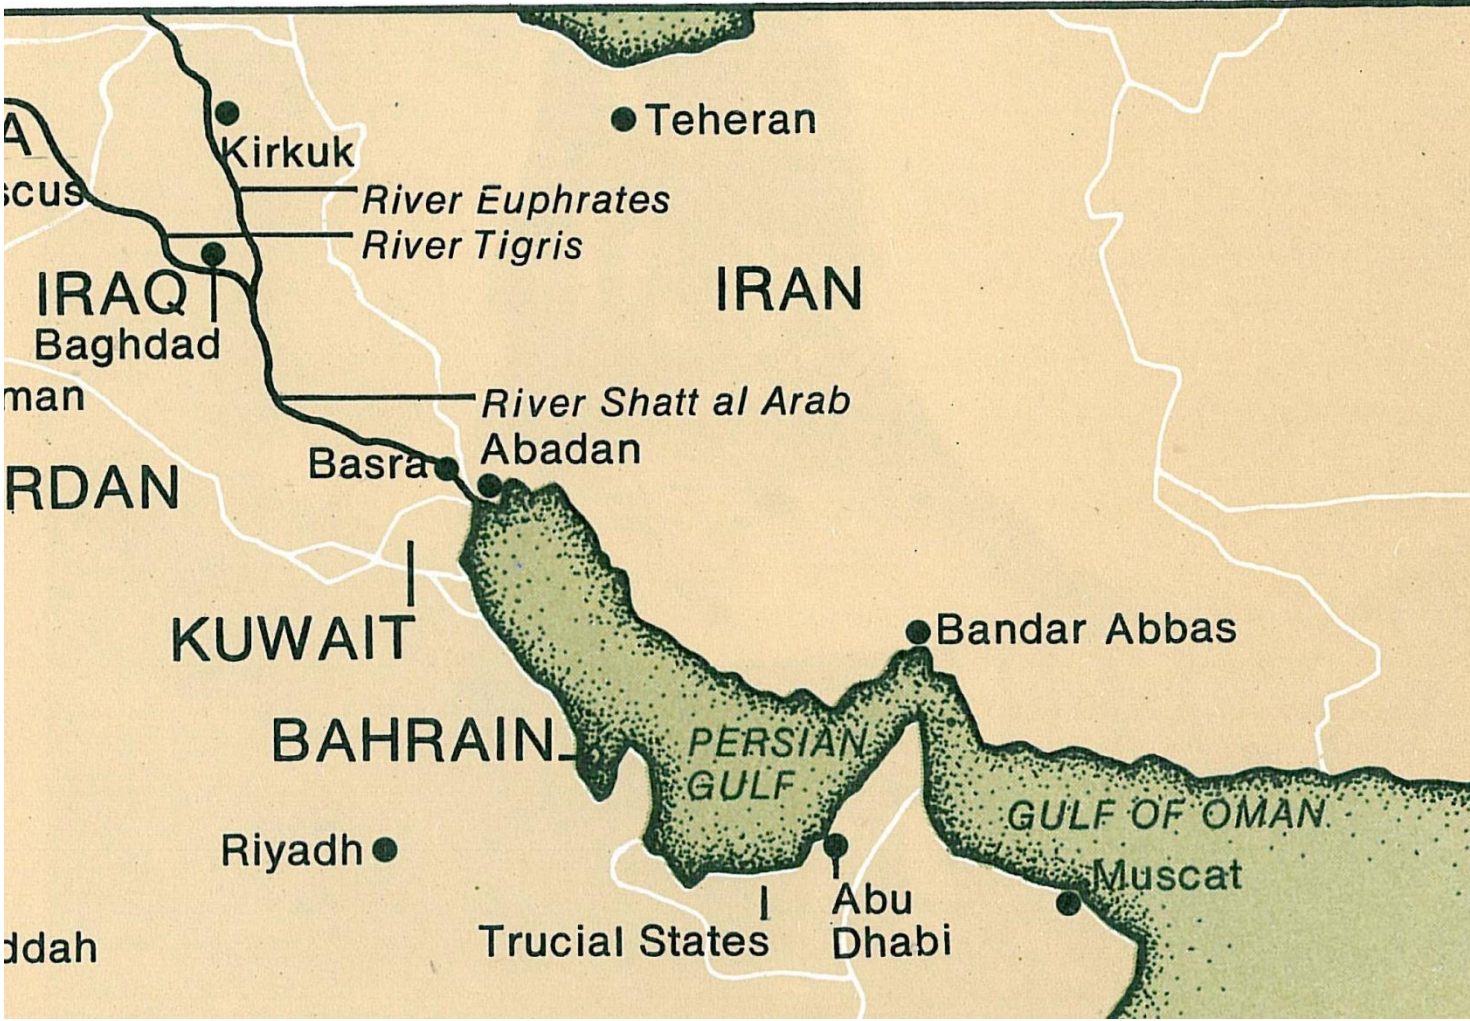 Teheran
A
Kirkuk
scus
River Euphrates
River Tigris
IRAQ
IRAN
Baghdad
man
River Shatt al Arab
Abadan
Basra
RDAN
KUWAIT
Bandar Abbas
BAHRAIN
PERSIAN
GULF
GULF OF OMAN
Riyadh
Muscat
Abu
Dhabi
Trucial States
ddah